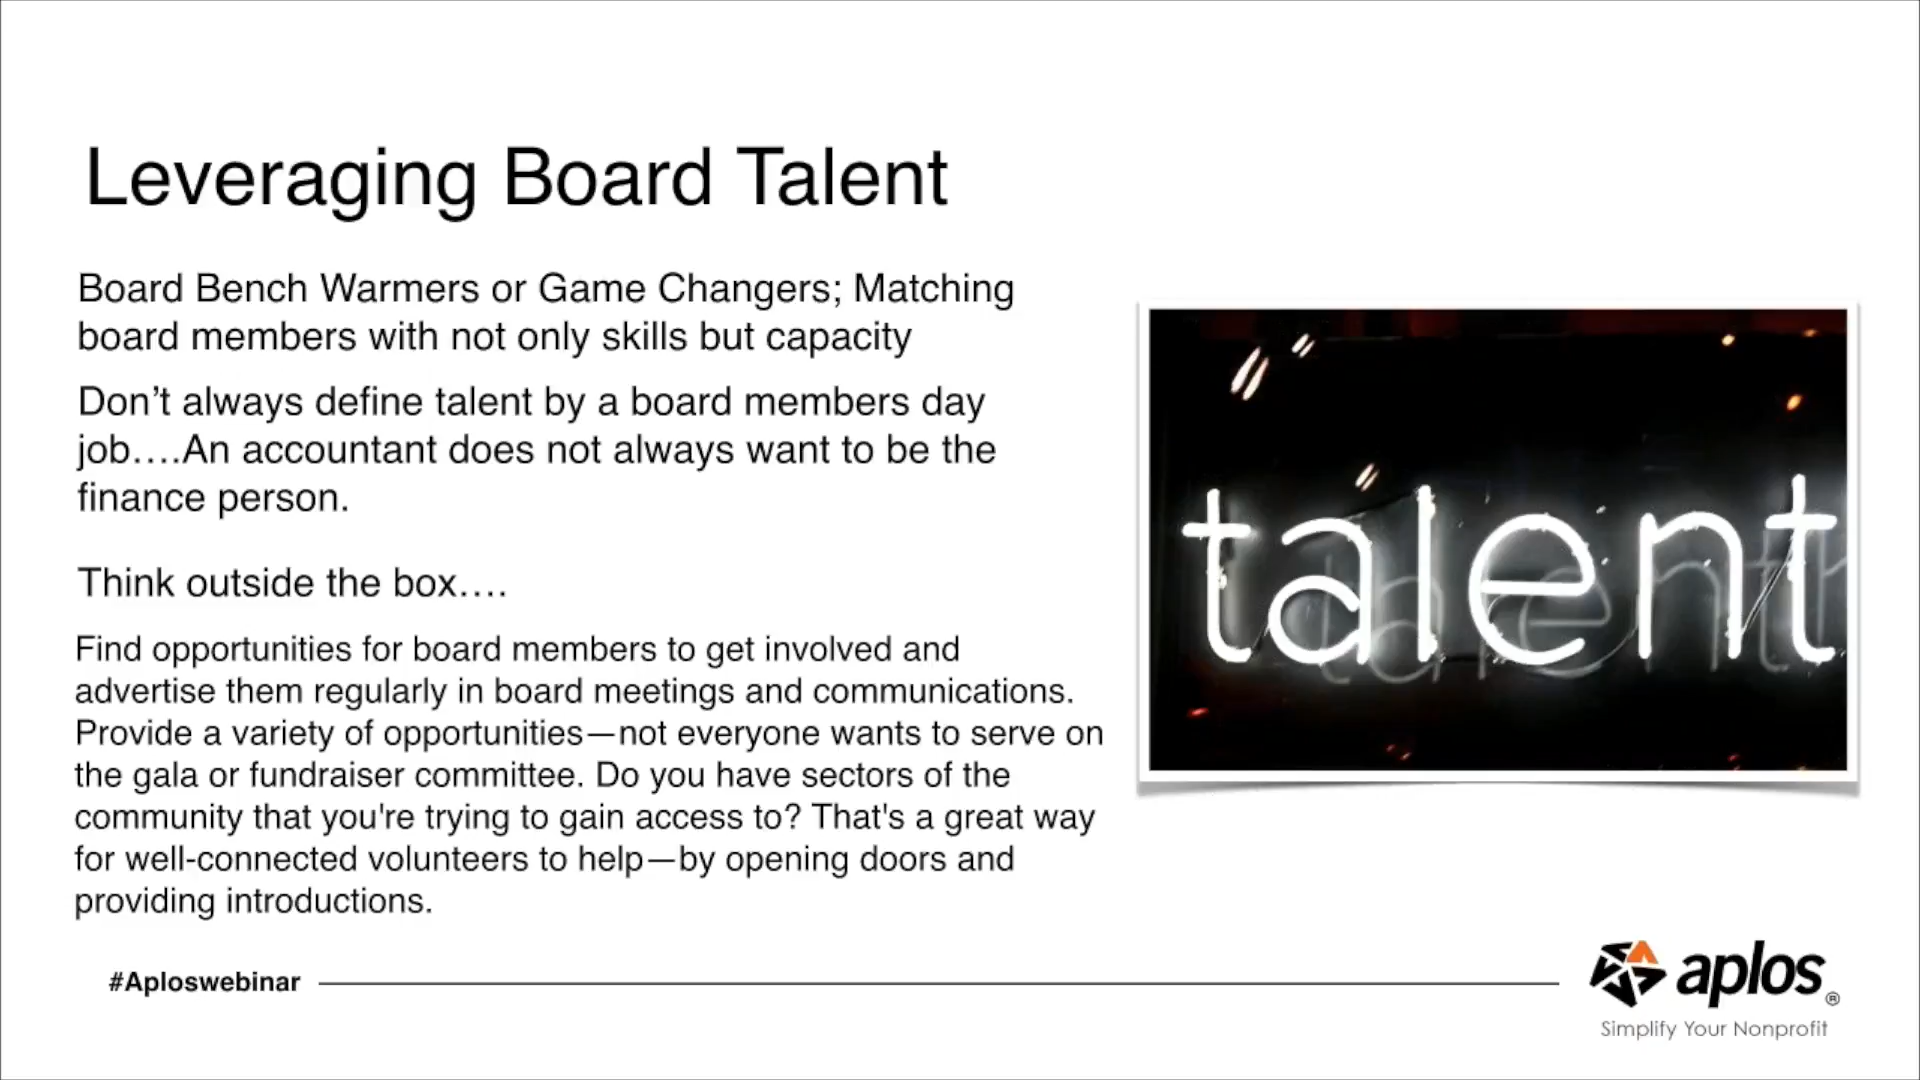 Leveraging Board Talent
Board Bench Warmers or Game Changers; Matching
board members with not only skills but capacity
Don’t always define talent by a board members day
job….An accountant does not always want to be the
finance person.
Think outside the box….
Find opportunities for board members to get involved and
advertise them regularly in board meetings and communications.
Provide a variety of opportunities—not everyone wants to serve on
the gala or fundraiser committee. Do you have sectors of the
community that you're trying to gain access to? That's a great way
for well-connected volunteers to help—by opening doors and
providing introductions.
talent
#Aploswebinar
aplos®
Simplify Your Nonprofit